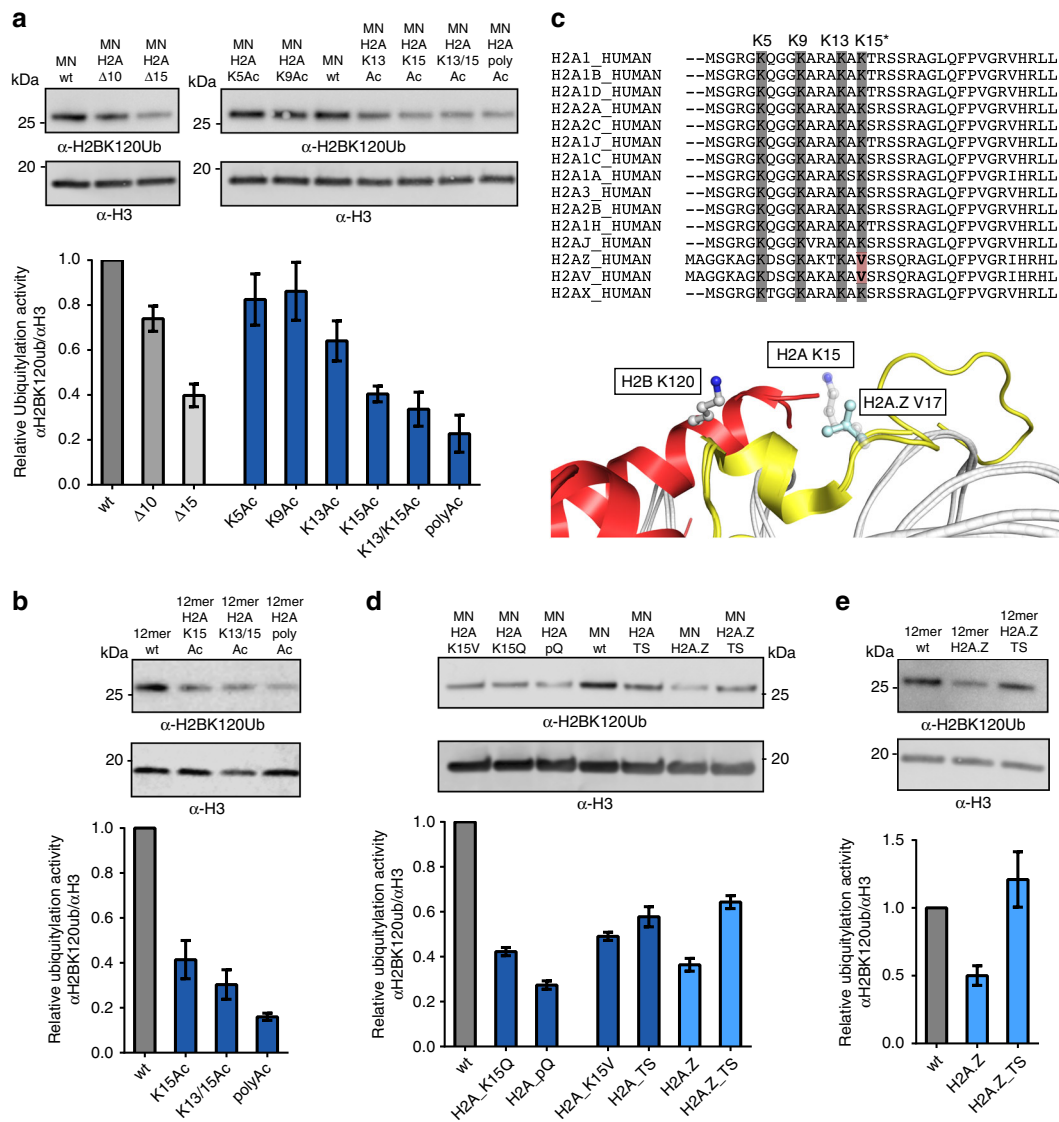 a
MN wt
MN H2A Δ10
MN H2A Δ15
MN H2A K5Ac
MN H2A K9Ac
MN wt
MN H2A K13 Ac
MN H2A K15 Ac
MN H2A K13/15 Ac
MN H2A poly Ac
kDa
25
α-H2BK120Ub
20
α-H3
25
α-H2BK120Ub
20
α-H3
Relative Ubiquitylation activity
αH2BK120ub/αH3
1.0
0.8
0.6
0.4
0.2
0.0
wt
Δ10
Δ15
K5Ac
K9Ac
K13Ac
K15Ac
K13/K15Ac
polyAc
c
K5 K9 K13 K15*
H2A1_HUMAN --MSGRGKQGGKARAKAKTRSSRAGLQFPVGRVHRLL
H2A1B_HUMAN --MSGRGKQGGKARAKAKTRSSRAGLQFPVGRVHRLL
H2A1D_HUMAN --MSGRGKQGGKARAKAKTRSSRAGLQFPVGRVHRLL
H2A2A_HUMAN --MSGRGKQGGKARAKAKSRSSRAGLQFPVGRVHRLL
H2A2C_HUMAN --MSGRGKQGGKARAKAKSRSSRAGLQFPVGRVHRLL
H2A1J_HUMAN --MSGRGKQGGKARAKAKTRSSRAGLQFPVGRVHRLL
H2A1C_HUMAN --MSGRGKQGGKARAKAKSRSSRAGLQFPVGRVHRLL
H2A1A_HUMAN --MSGRGKQGGKARAKSKSRSSRAGLQFPVGRIHRLL
H2A3_HUMAN --MSGRGKQGGKARAKAKSRSSRAGLQFPVGRVHRLL
H2A2B_HUMAN --MSGRGKQGGKARAKAKSRSSRAGLQFPVGRVHRLL
H2A1H_HUMAN --MSGRGKQGGKARAKAKTRSSRAGLQFPVGRVHRLL
H2AJ_HUMAN --MSGRGKQGGKVRAKAKSRSSRAGLQFPVGRVHRLL
H2AZ_HUMAN MAGGKAGKDSGKAKTKAVSRSQRAGLQFPVGRIHRHL
H2AV_HUMAN MAGGKAGKDSGKAKAKAVSRSQRAGLQFPVGRIHRHL
H2AX_HUMAN --MSGRGKTGGKARAKAKSRSSRAGLQFPVGRVHRLL
H2B K120
H2A K15
H2A.Z V17
b
12mer wt
12mer H2A K15 Ac
12mer H2A K13/15 Ac
12mer H2A poly Ac
kDa
25
α-H2BK120Ub
20
α-H3
Relative ubiquitylation activity
αH2BK120ub/αH3
1.0
0.8
0.6
0.4
0.2
0.0
wt
K15Ac
K13/15Ac
polyAc
d
MN H2A K15V
MN H2A K15Q
MN H2A pQ
MN wt
MN H2A TS
MN H2A.Z
MN H2A.Z TS
kDa
25
α-H2BK120Ub
20
α-H3
Relative ubiquitylation activity
αH2BK120ub/αH3
1.0
0.8
0.6
0.4
0.2
0.0
wt
H2A_K15Q
H2A_pQ
H2A_K15V
H2A_TS
H2A.Z
H2A.Z_TS
e
12mer wt
12mer H2A.Z
12mer H2A.Z TS
kDa
25
α-H2BK120Ub
20
α-H3
Relative ubiquitylation activity
αH2BK120ub/αH3
1.5
1.0
0.5
0.0
wt
H2A.Z
H2A.Z_TS